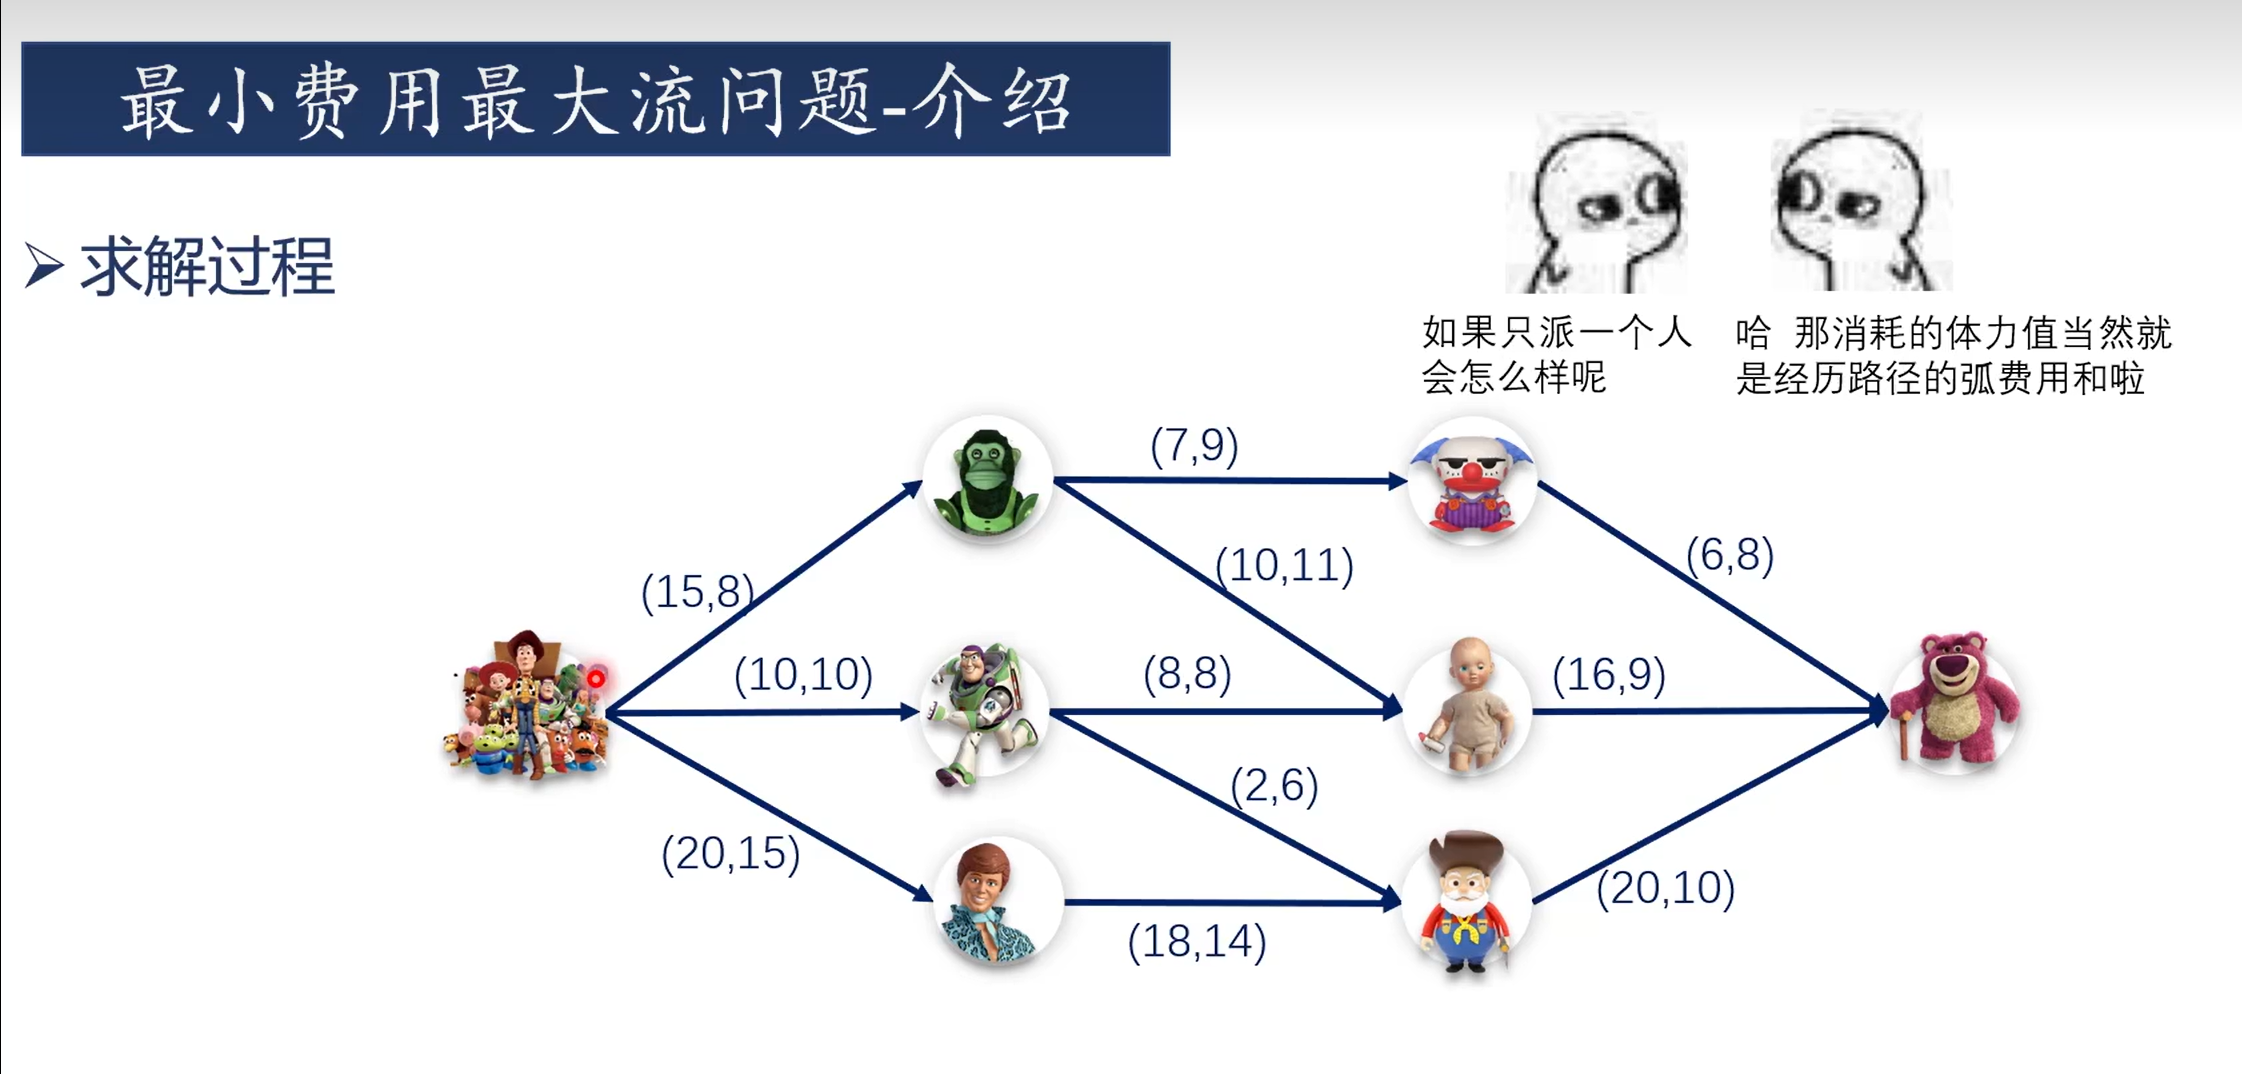 最小费用最大流问题-介绍
求解过程
如果只派一个人
会怎么样呢
哈 那消耗的体力值当然就
是经历路径的弧费用和啦
(7,9)
(10,11)
(6,8)
(15,8)
(10,10)
(8,8)
(16,9)
(2,6)
(20,15)
(20,10)
(18,14)